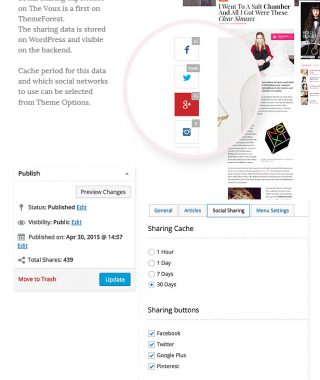 On The Voux is a first on
ThemeForest.
The sharing data is stored
on WordPress and visible
on the backend.
Cache period for this data
and which social networks
to use can be selected
from Theme Options.
I Went To A Salt Chamber
And All I Got Were These
Clear Sinuses
Publish
Preview Changes
Status: Published Edit
Visibility: Public Edit
Published on: Apr 30, 2015 @ 14:57
Edit
Total Shares: 439
Move to Trash
Update
General
Articles
Social Sharing
Menu Settings
Sharing Cache
1 Hour
1 Day
7 Days
30 Days
Sharing buttons
Facebook
Twitter
Google Plus
Pinterest